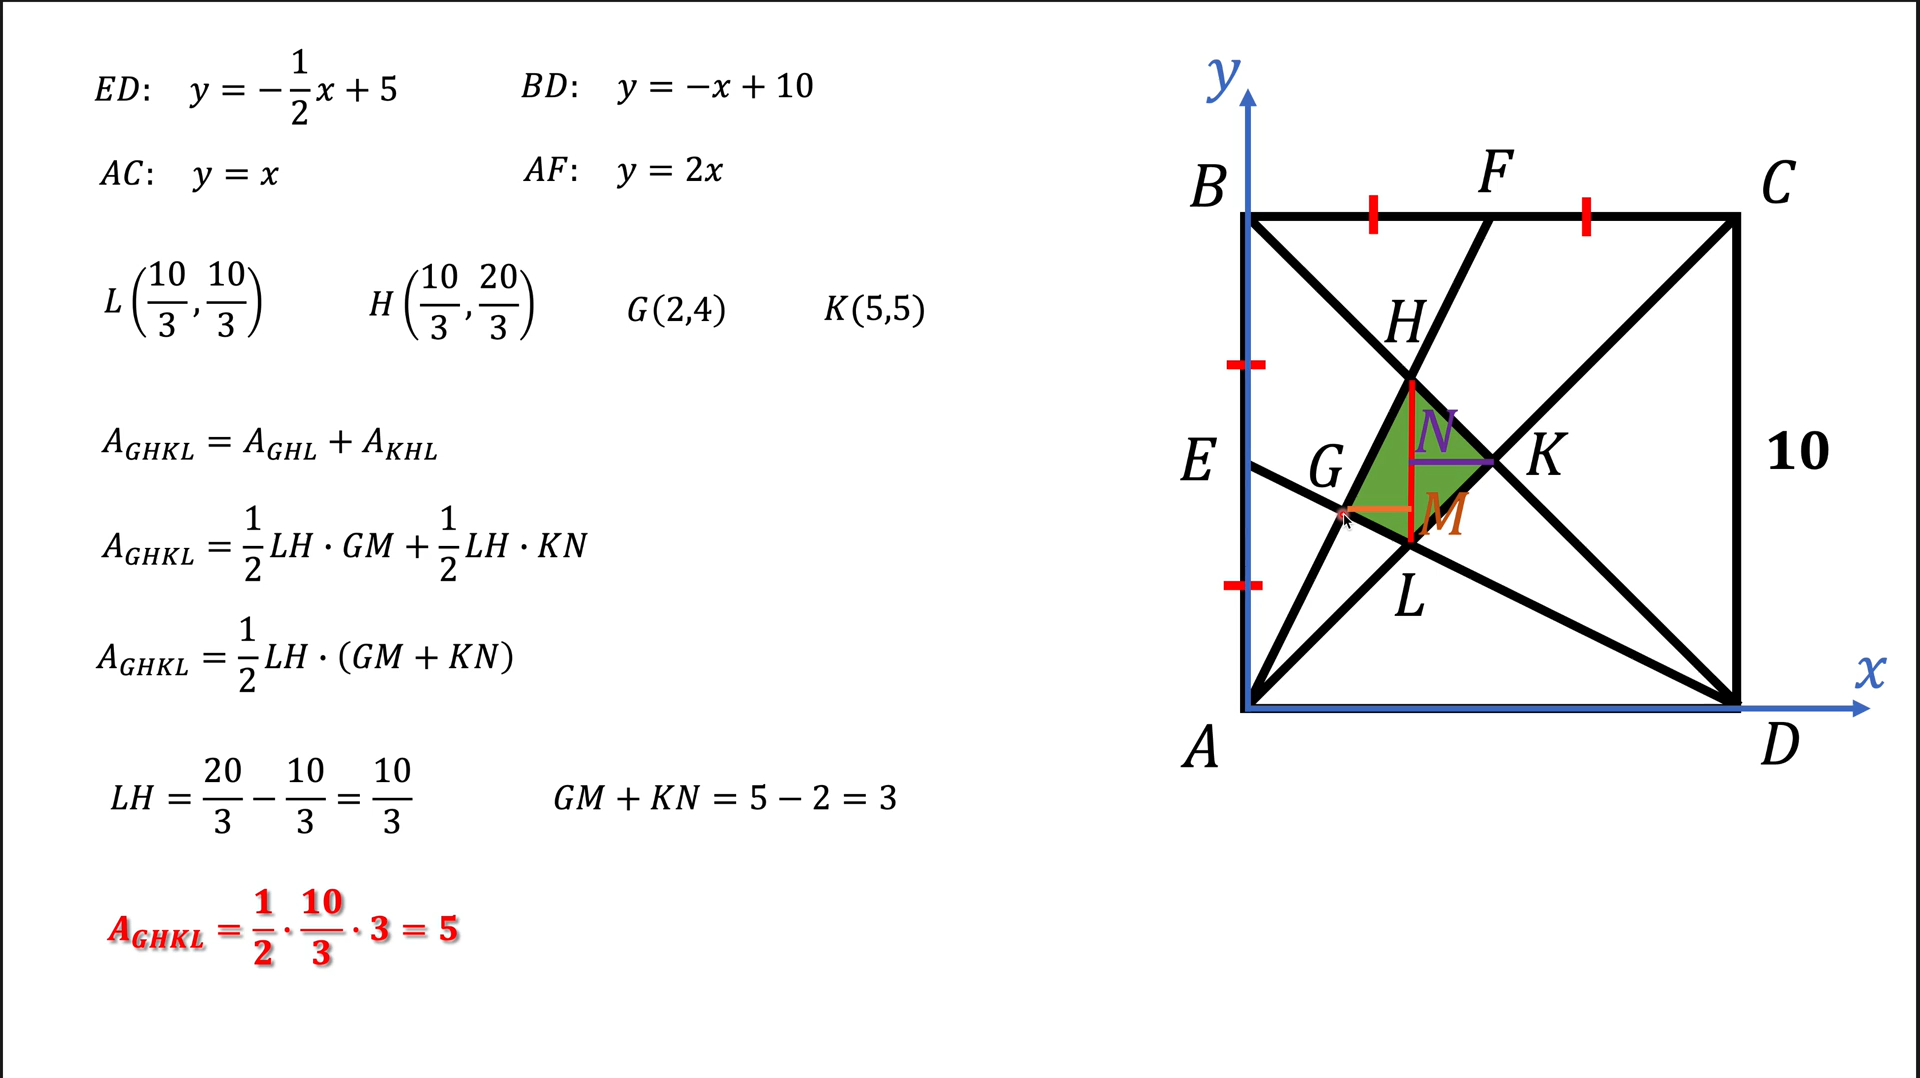 ED: y = −1/2 x + 5
BD: y = −x + 10
AC: y = x
AF: y = 2x
L(10/3, 10/3)
H(10/3, 20/3)
G(2,4)
K(5,5)
A_GHKL = A_GHL + A_KHL
A_GHKL = 1/2 LH · GM + 1/2 LH · KN
A_GHKL = 1/2 LH · (GM + KN)
LH = 20/3 − 10/3 = 10/3
GM + KN = 5 − 2 = 3
A_GHKL = 1/2 · 10/3 · 3 = 5
y
B
F
C
H
N
E
G
K
10
M
L
x
A
D